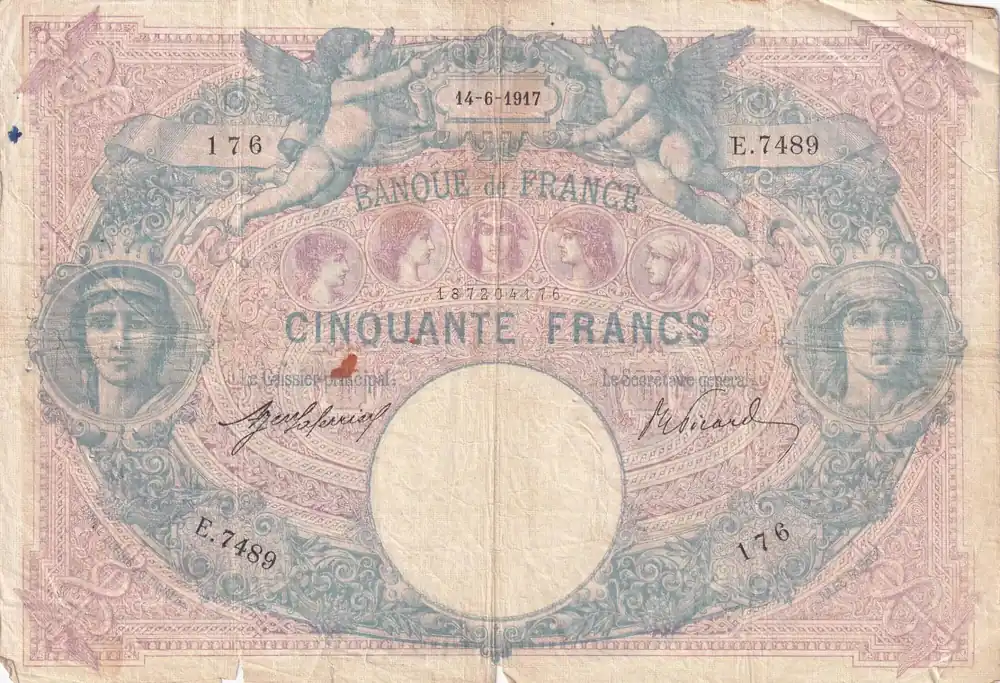 14-6-1917
176
E.7489
BANQUE de FRANCE
187204176
CINQUANTE FRANCS
Le Caissier principal,
Le Secrétaire général,
Picard
E.7489
176